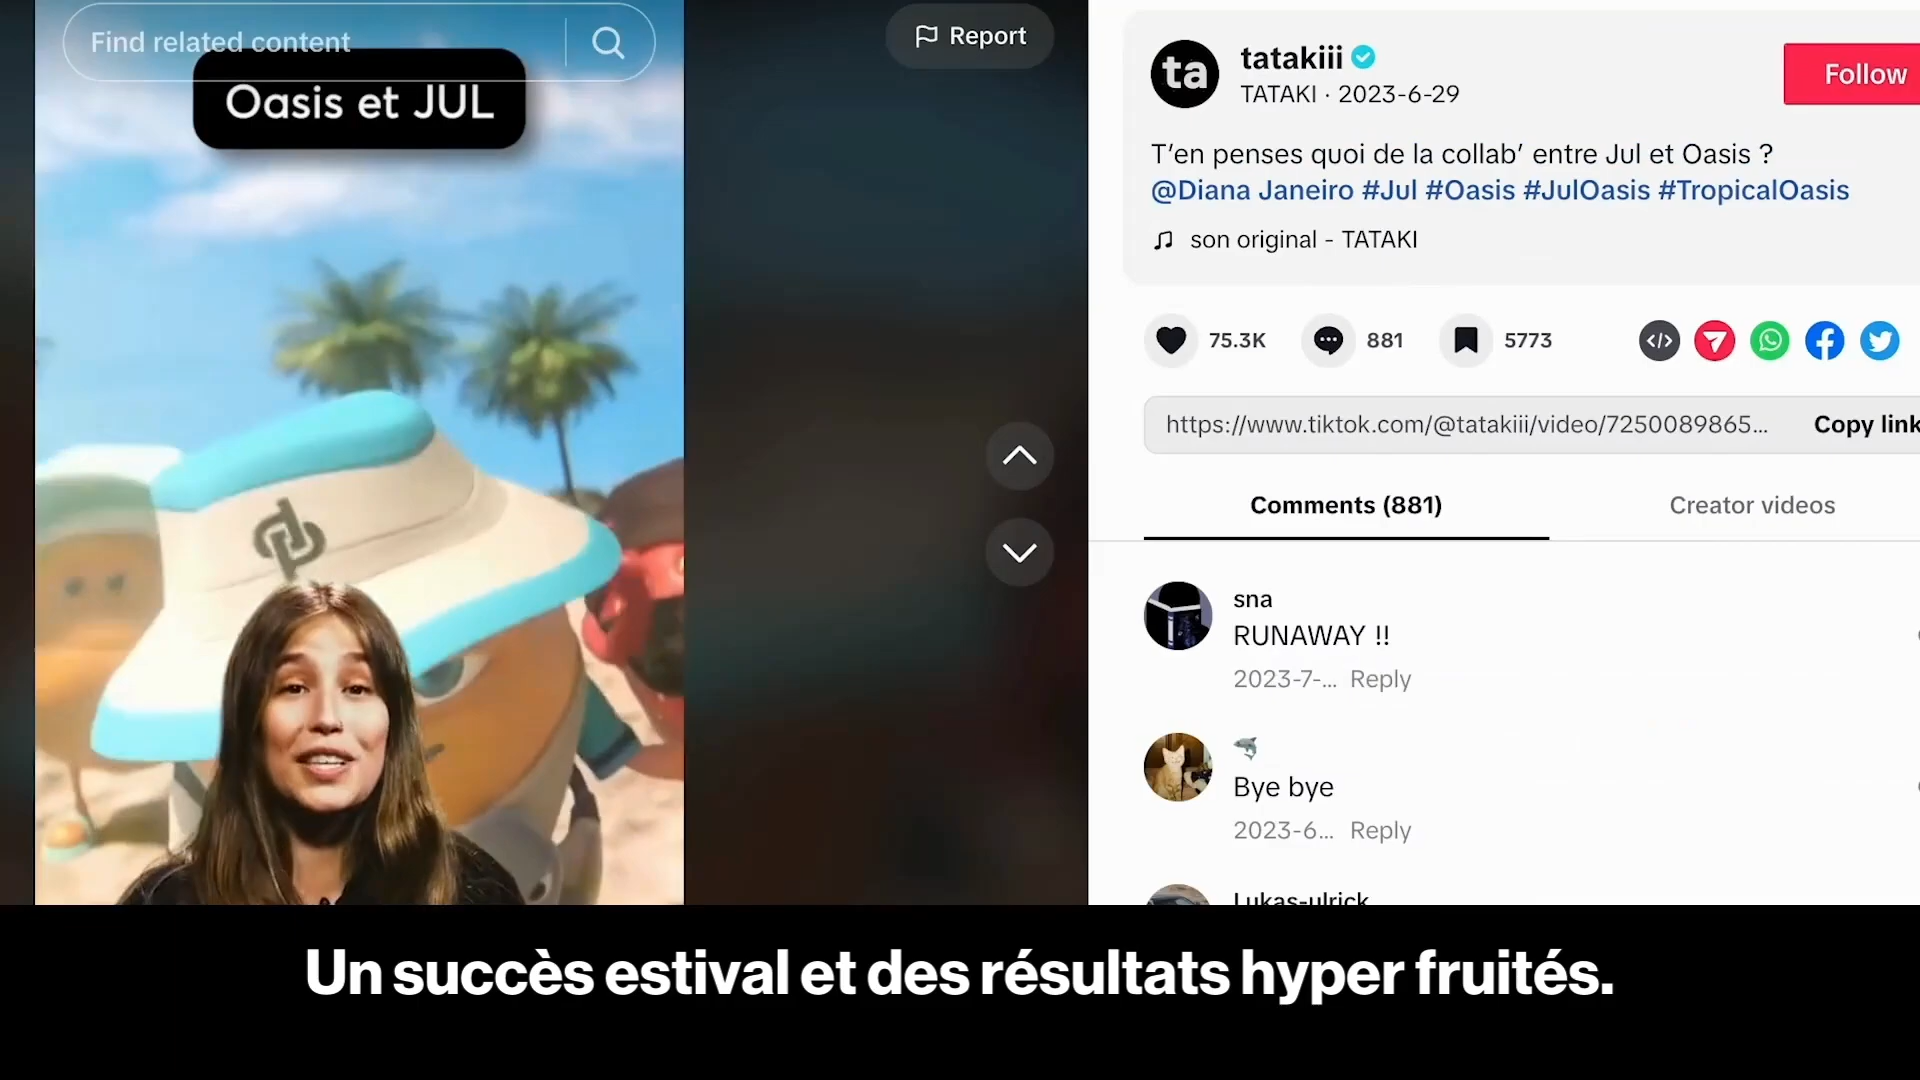 Find related content
Report
Oasis et JUL
ta
tatakiii
TATAKI · 2023-6-29
Follow
T'en penses quoi de la collab' entre Jul et Oasis ?
@Diana Janeiro #Jul #Oasis #JulOasis #TropicalOasis
son original - TATAKI
75.3K
881
5773
https://www.tiktok.com/@tatakiii/video/7250089865...
Copy link
Comments (881)
Creator videos
sna
RUNAWAY !!
2023-7-... Reply
Bye bye
2023-6... Reply
Lukas-ulrick
Un succès estival et des résultats hyper fruités.